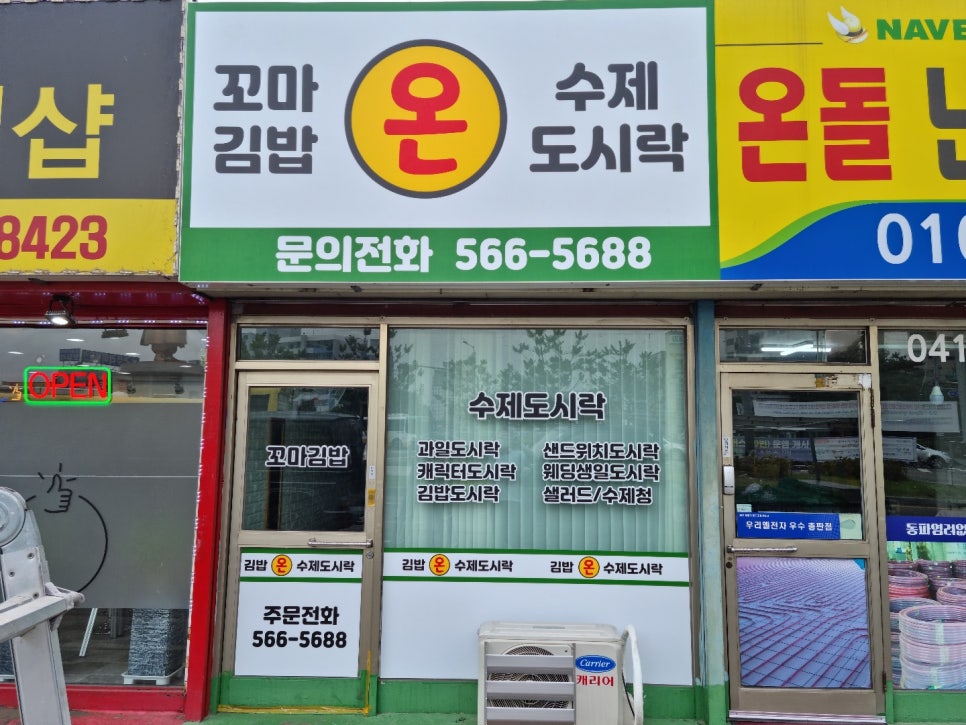 샵
8423
꼬마
김밥
온
수제
도시락
문의전화 566-5688
NAVE
온돌
010
OPEN
꼬마김밥
수제도시락
과일도시락
캐릭터도시락
김밥도시락
샌드위치도시락
웨딩생일도시락
샐러드/수제청
김밥 온 수제도시락
주문전화
566-5688
김밥 온 수제도시락
김밥 온 수제도시락
Carrier
캐리어
041
우리엘전자 우수 총판점
동파염려없